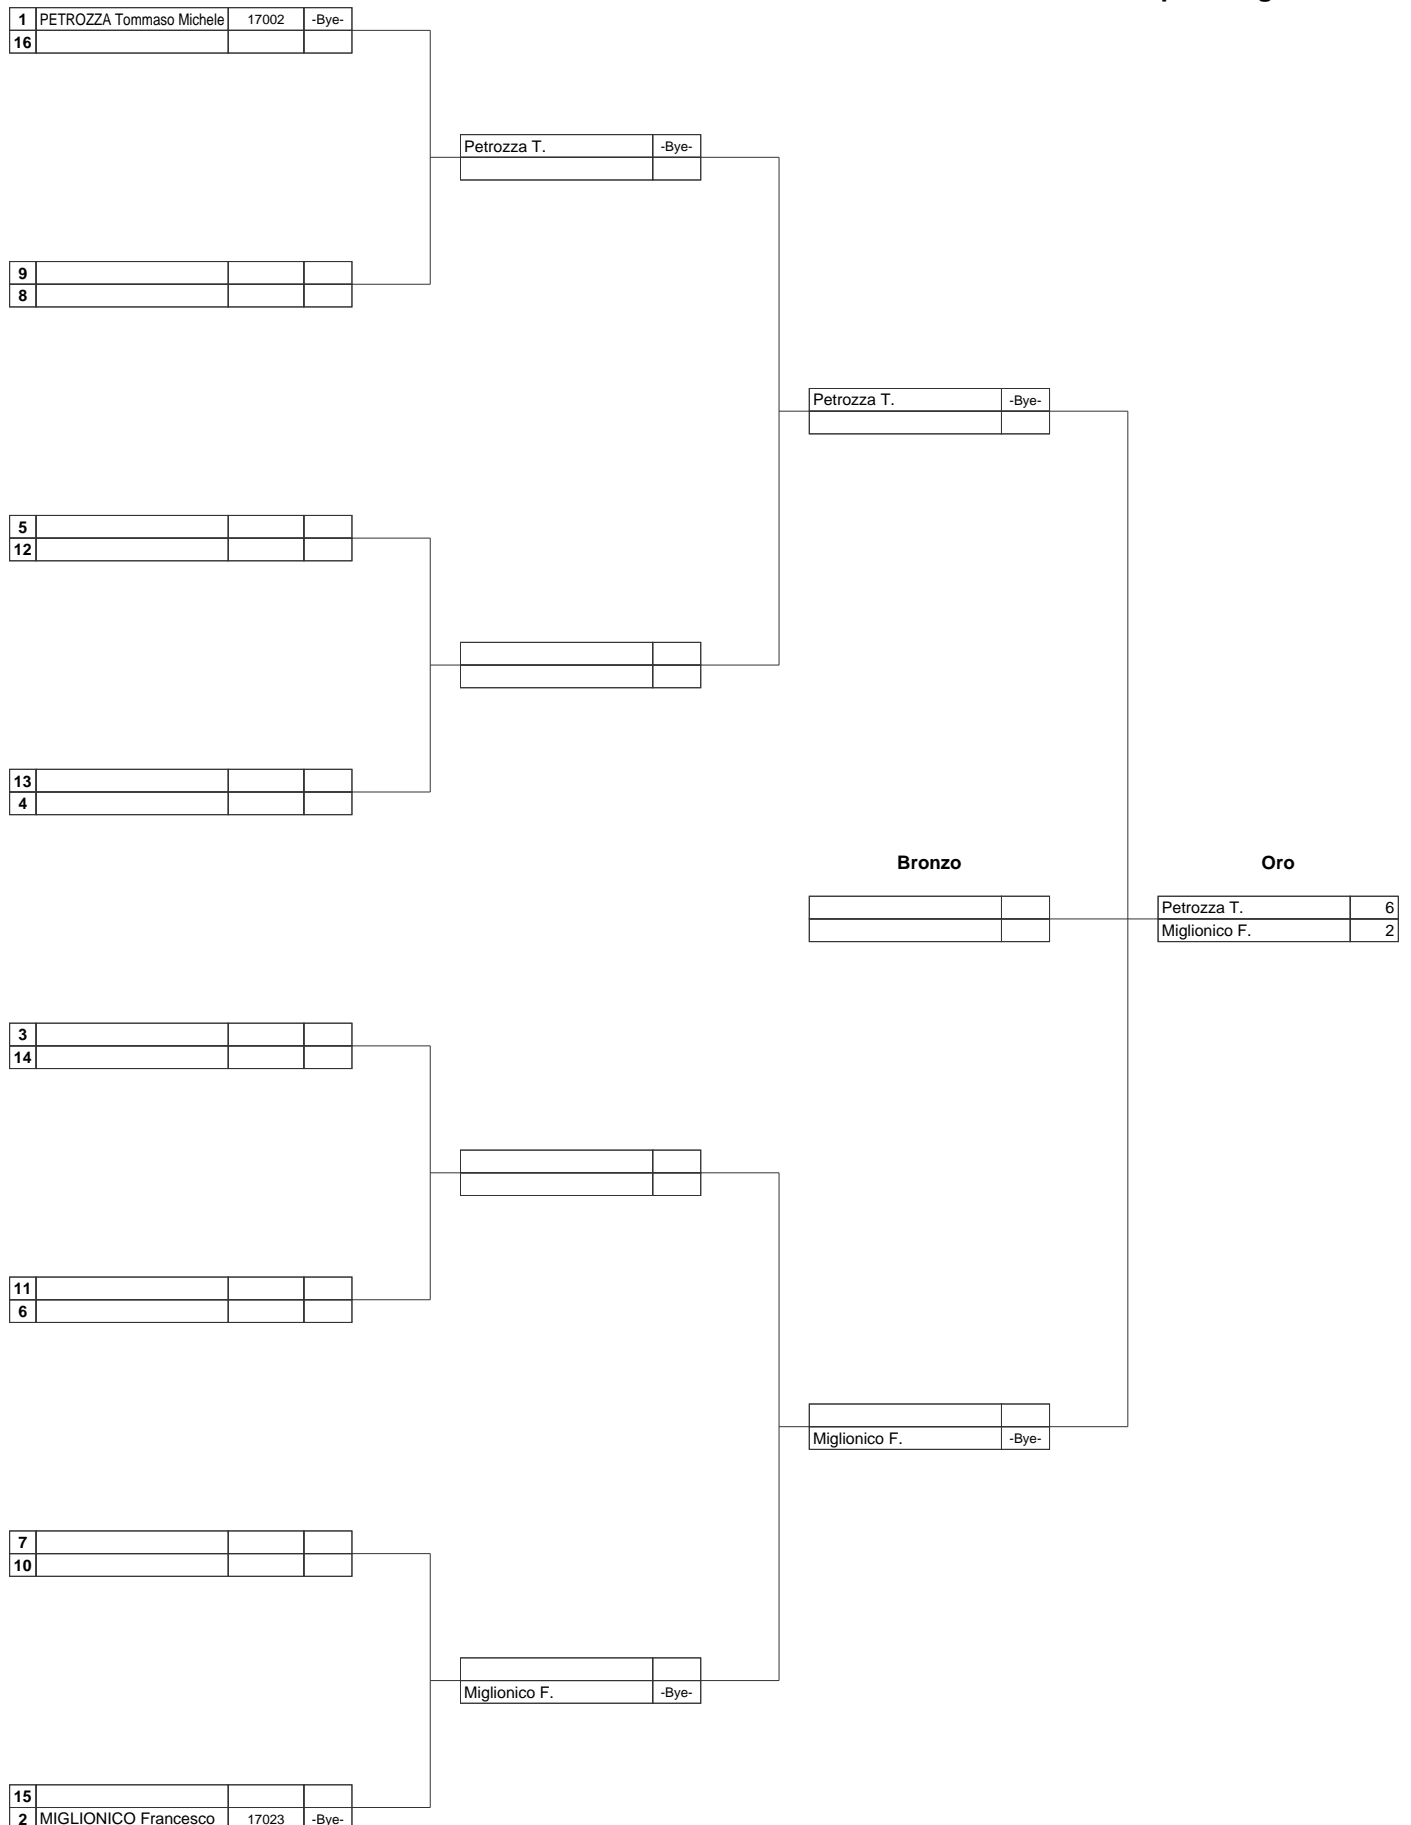 1 PETROZZA Tommaso Michele 17002 -Bye-
16
Petrozza T. -Bye-
9
8
Petrozza T. -Bye-
5
12
13
4
Bronzo Oro
Petrozza T. 6
Miglionico F. 2
3
14
11
6
Miglionico F. -Bye-
7
10
Miglionico F. -Bye-
15
2 MIGLIONICO Francesco 17023 -Bye-